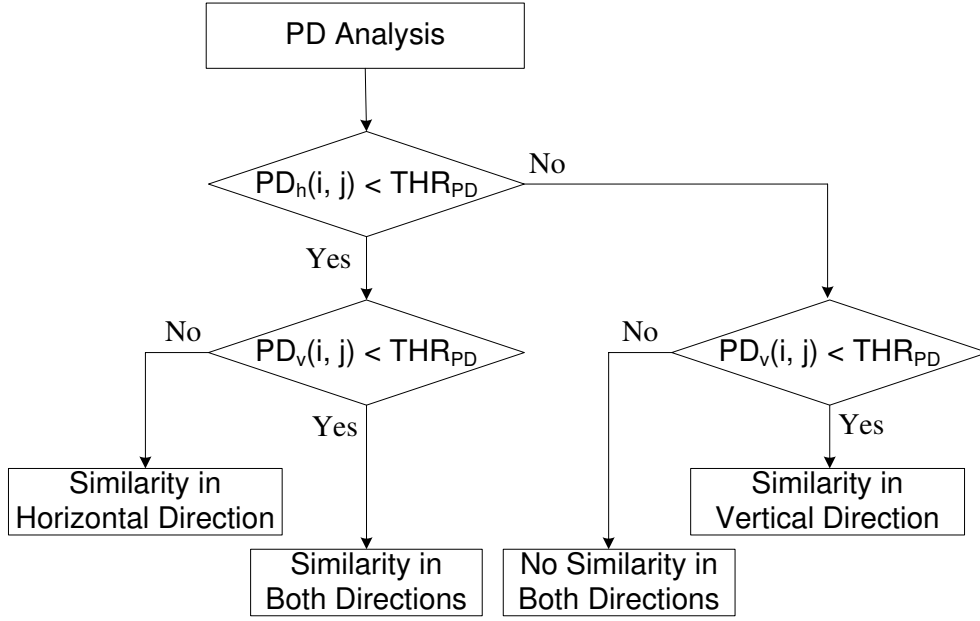 PD Analysis
PDh(i, j) < THRPD
No
Yes
No
PDv(i, j) < THRPD
No
PDv(i, j) < THRPD
Yes
Yes
Similarity in
Horizontal Direction
Similarity in
Vertical Direction
Similarity in
Both Directions
No Similarity in
Both Directions